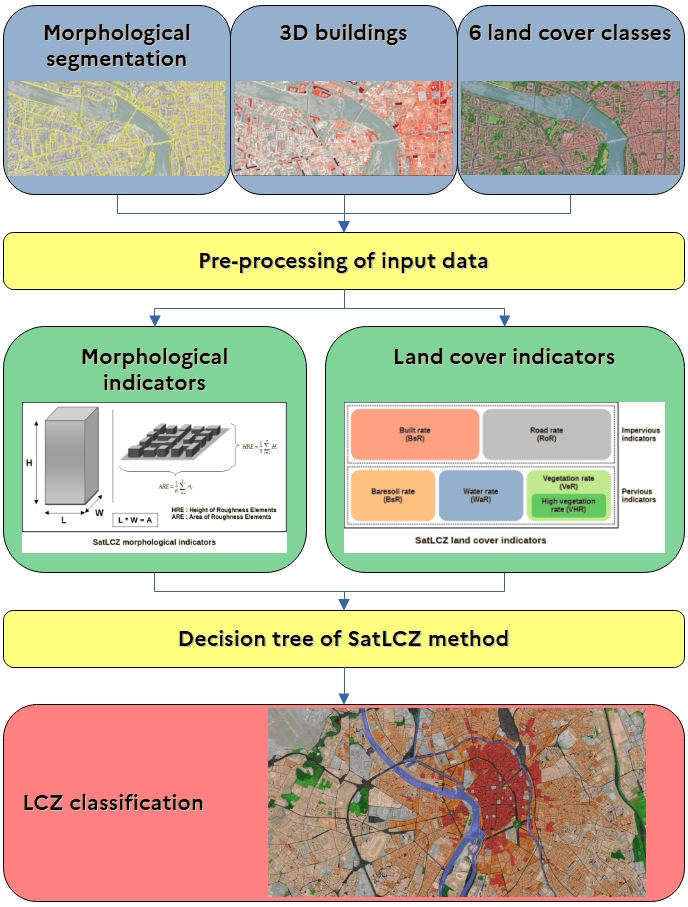 Morphological
segmentation
3D buildings
6 land cover classes
Pre-processing of input data
Morphological
indicators
H
L
W
L * W = A
HRE : Height of Roughness Elements
ARE : Area of Roughness Elements
SatLCZ morphological indicators
Land cover indicators
Built rate
(BsR)
Road rate
(RoR)
Impervious
indicators
Baresoil rate
(BsR)
Water rate
(WaR)
Vegetation rate
(VeR)
High vegetation
rate (VHR)
Pervious
indicators
SatLCZ land cover indicators
Decision tree of SatLCZ method
LCZ classification